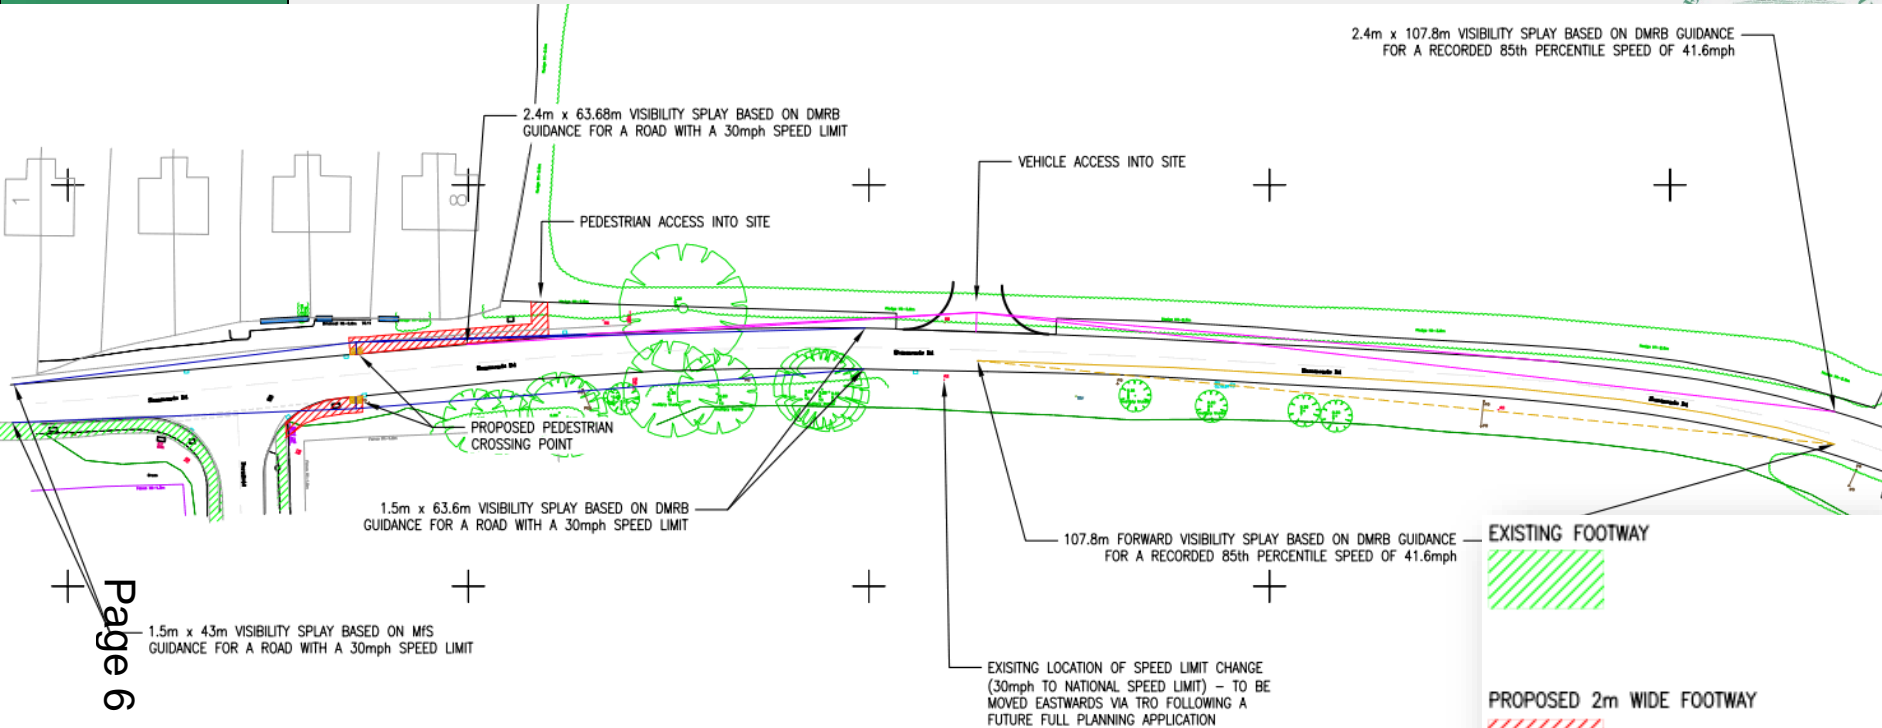 2.4m x 107.8m VISIBILITY SPLAY BASED ON DMRB GUIDANCE
FOR A RECORDED 85th PERCENTILE SPEED OF 41.6mph
2.4m x 63.68m VISIBILITY SPLAY BASED ON DMRB
GUIDANCE FOR A ROAD WITH A 30mph SPEED LIMIT
VEHICLE ACCESS INTO SITE
1
8
PEDESTRIAN ACCESS INTO SITE
PROPOSED PEDESTRIAN
CROSSING POINT
1.5m x 63.6m VISIBILITY SPLAY BASED ON DMRB
GUIDANCE FOR A ROAD WITH A 30mph SPEED LIMIT
107.8m FORWARD VISIBILITY SPLAY BASED ON DMRB GUIDANCE
FOR A RECORDED 85th PERCENTILE SPEED OF 41.6mph
EXISTING FOOTWAY
Page 6
1.5m x 43m VISIBILITY SPLAY BASED ON MfS
GUIDANCE FOR A ROAD WITH A 30mph SPEED LIMIT
EXISITNG LOCATION OF SPEED LIMIT CHANGE
(30mph TO NATIONAL SPEED LIMIT) – TO BE
MOVED EASTWARDS VIA TRO FOLLOWING A
FUTURE FULL PLANNING APPLICATION
PROPOSED 2m WIDE FOOTWAY